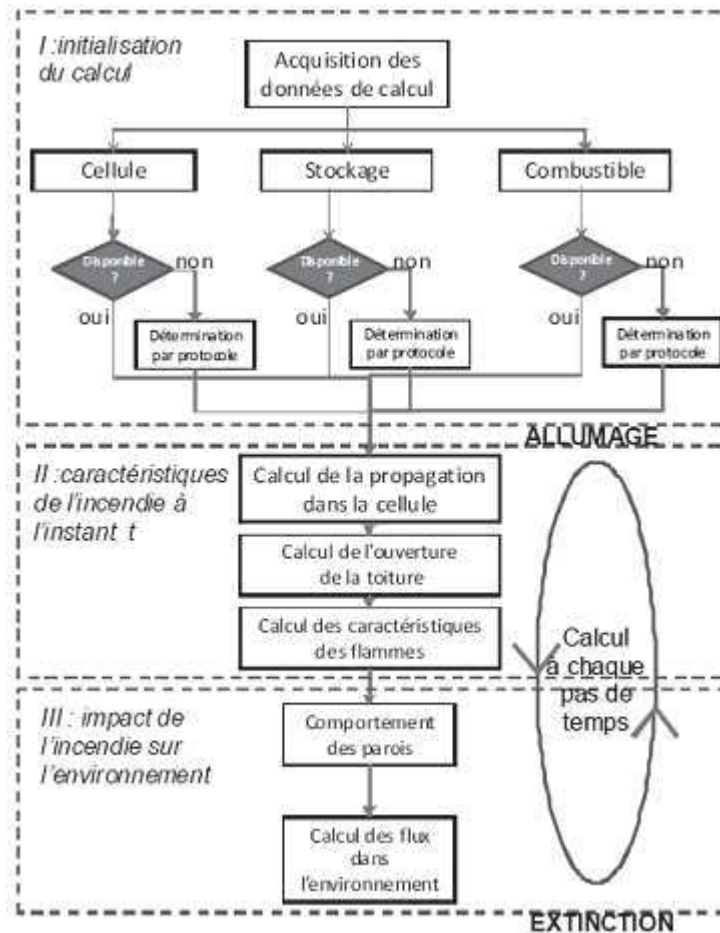 I :initialisation
du calcul
Acquisition des
données de calcul
Cellule
Stockage
Combustible
Disponible
?
non
oui
Disponible
?
non
oui
Disponible
?
non
oui
Détermination
par protocole
Détermination
par protocole
Détermination
par protocole
ALLUMAGE
II :caractéristiques
de l'incendie à
l'instant t
Calcul de la propagation
dans la cellule
Calcul de l'ouverture
de la toiture
Calcul des caractéristiques
des flammes
Calcul
à chaque
pas de
temps
III : impact de
l'incendie sur
l'environnement
Comportement
des parois
Calcul des flux
dans
l'environnement
EXTINCTION